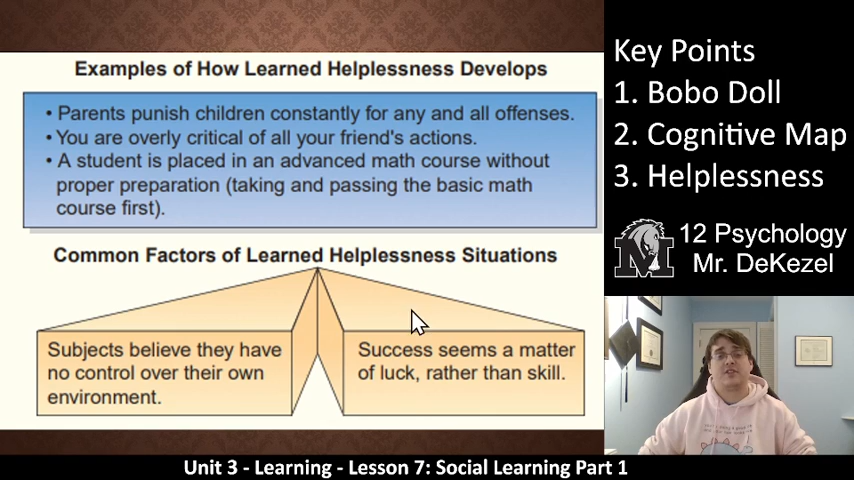 Examples of How Learned Helplessness Develops
• Parents punish children constantly for any and all offenses.
• You are overly critical of all your friend's actions.
• A student is placed in an advanced math course without
proper preparation (taking and passing the basic math
course first).
Common Factors of Learned Helplessness Situations
Subjects believe they have
no control over their own
environment.
Success seems a matter
of luck, rather than skill.
Key Points
1. Bobo Doll
2. Cognitive Map
3. Helplessness
M
12 Psychology
Mr. DeKezel
Unit 3 - Learning - Lesson 7: Social Learning Part 1